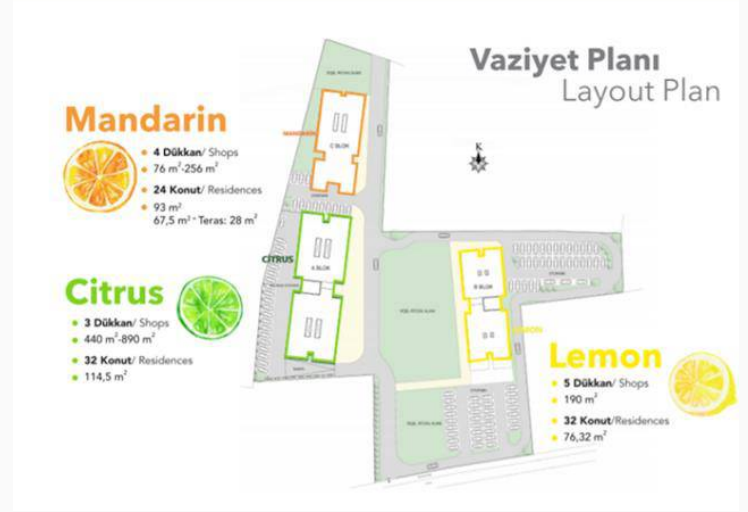 Vaziyet Planı
Layout Plan
K
Mandarin
4 Dükkan/ Shops
76 m²-256 m²
24 Konut/ Residences
93 m²
67,5 m² - Teras: 28 m²
MANDARIN
C BLOK
Citrus
3 Dükkan/ Shops
440 m²-890 m²
32 Konut/ Residences
114,5 m²
CITRUS
A BLOK
B BLOK
OTOPARK
Lemon
5 Dükkan/ Shops
190 m²
32 Konut/Residences
76,32 m²